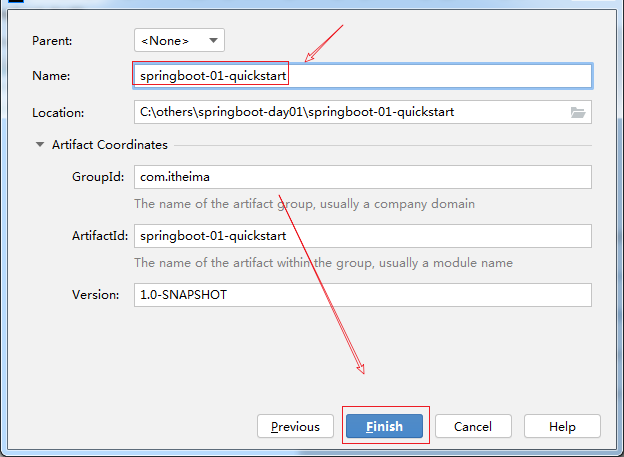 Parent: <None>
Name: springboot-01-quickstart
Location: C:\others\springboot-day01\springboot-01-quickstart
Artifact Coordinates
GroupId: com.itheima
The name of the artifact group, usually a company domain
ArtifactId: springboot-01-quickstart
The name of the artifact within the group, usually a module name
Version: 1.0-SNAPSHOT
Previous Finish Cancel Help